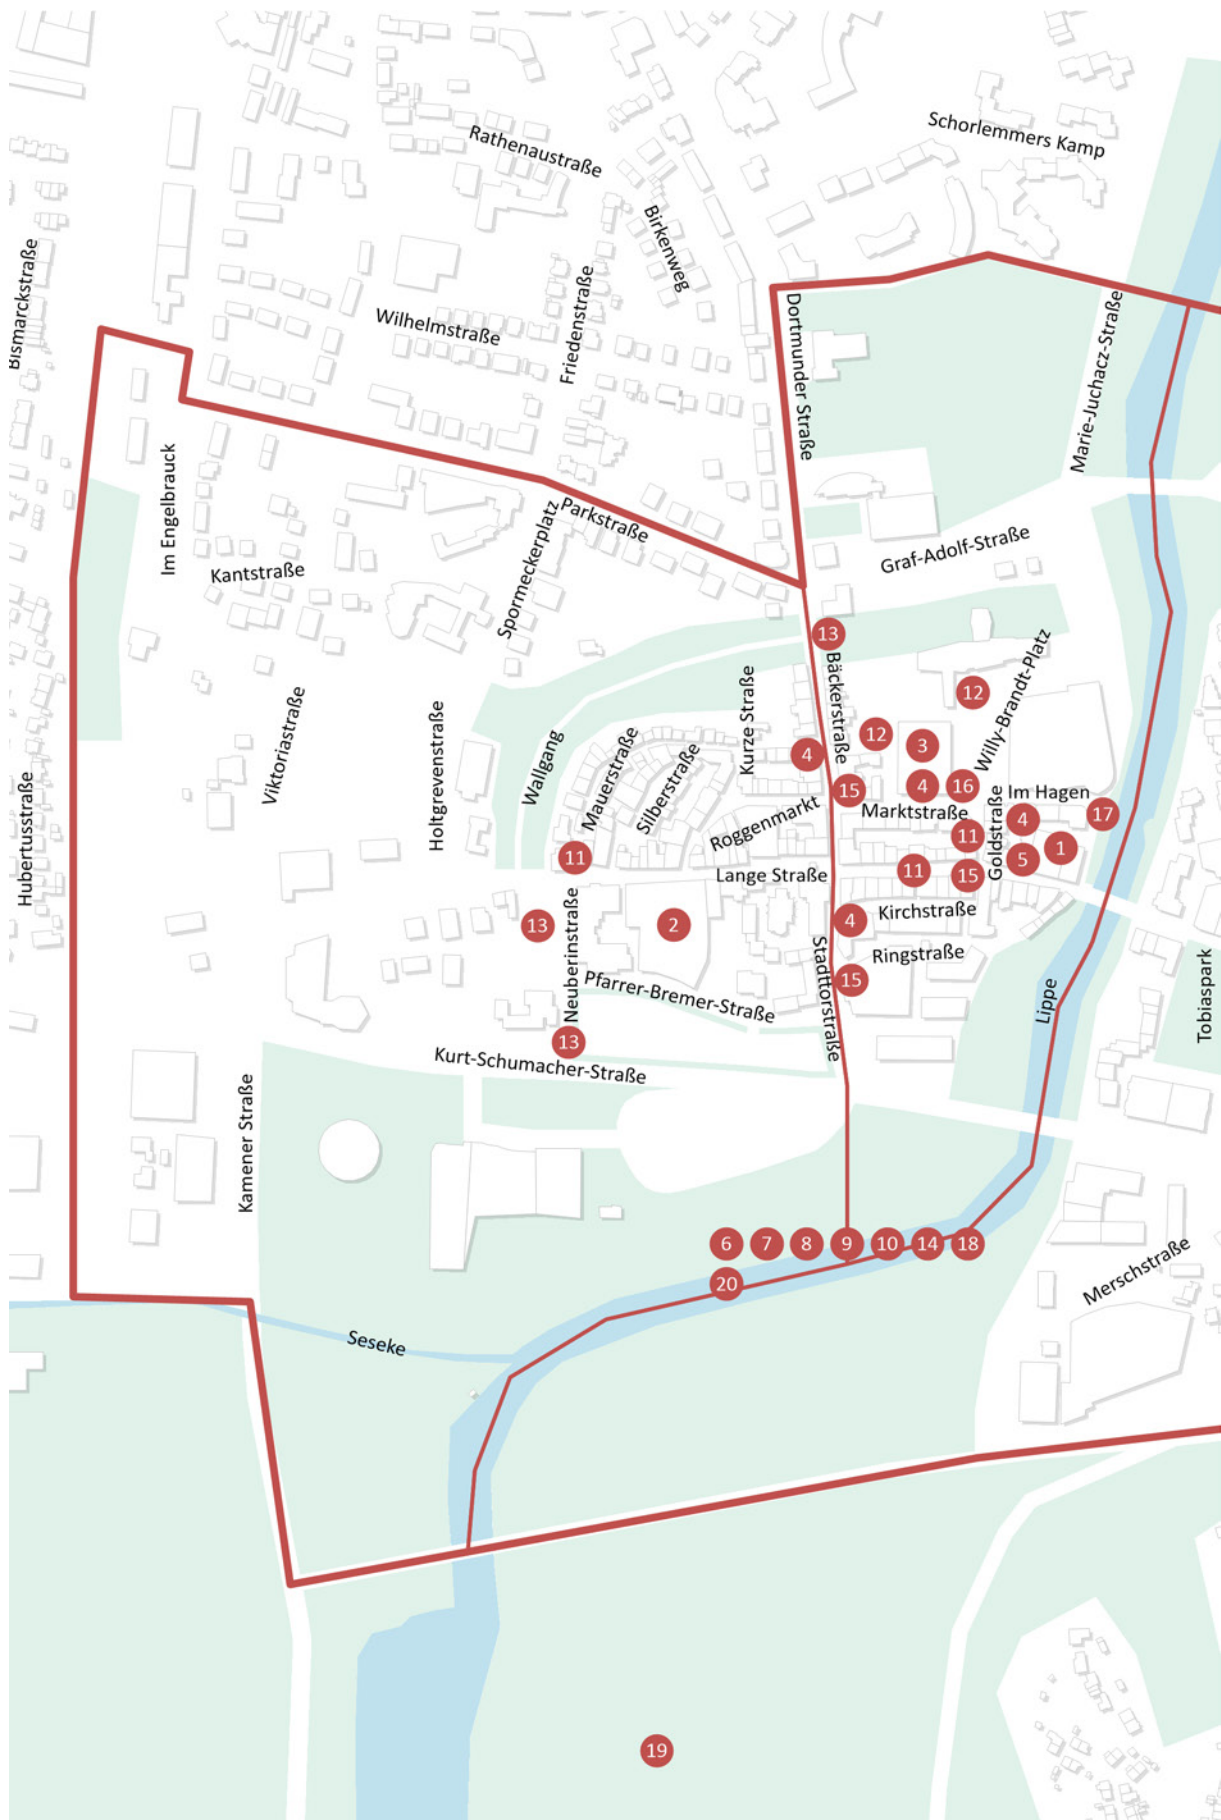 Schorlemmers Kamp
Rathenaustraße
Birkenweg
Bismarckstraße
Friedenstraße
Wilhelmstraße
Dortmunder Straße
Marie-Juchacz-Straße
Im Engelbrauck
Parkstraße
Spormeckerplatz
Graf-Adolf-Straße
Kantstraße
13
Bäckerstraße
Willy-Brandt-Platz
12
Kurze Straße
Viktoriastraße
Holtgrevenstraße
Wallgang
Mauerstraße
Silberstraße
12
3
4
15
4
16
Im Hagen
Marktstraße
17
4
Roggenmarkt
Goldstraße
11
1
5
Hubertusstraße
11
Lange Straße
11
15
Kirchstraße
4
13
Neuberinstraße
2
Ringstraße
Stadttorstraße
15
Pfarrer-Bremer-Straße
Lippe
Tobiaspark
13
Kurt-Schumacher-Straße
Kamener Straße
6
7
8
9
10
14
18
20
Merschstraße
Seseke
19